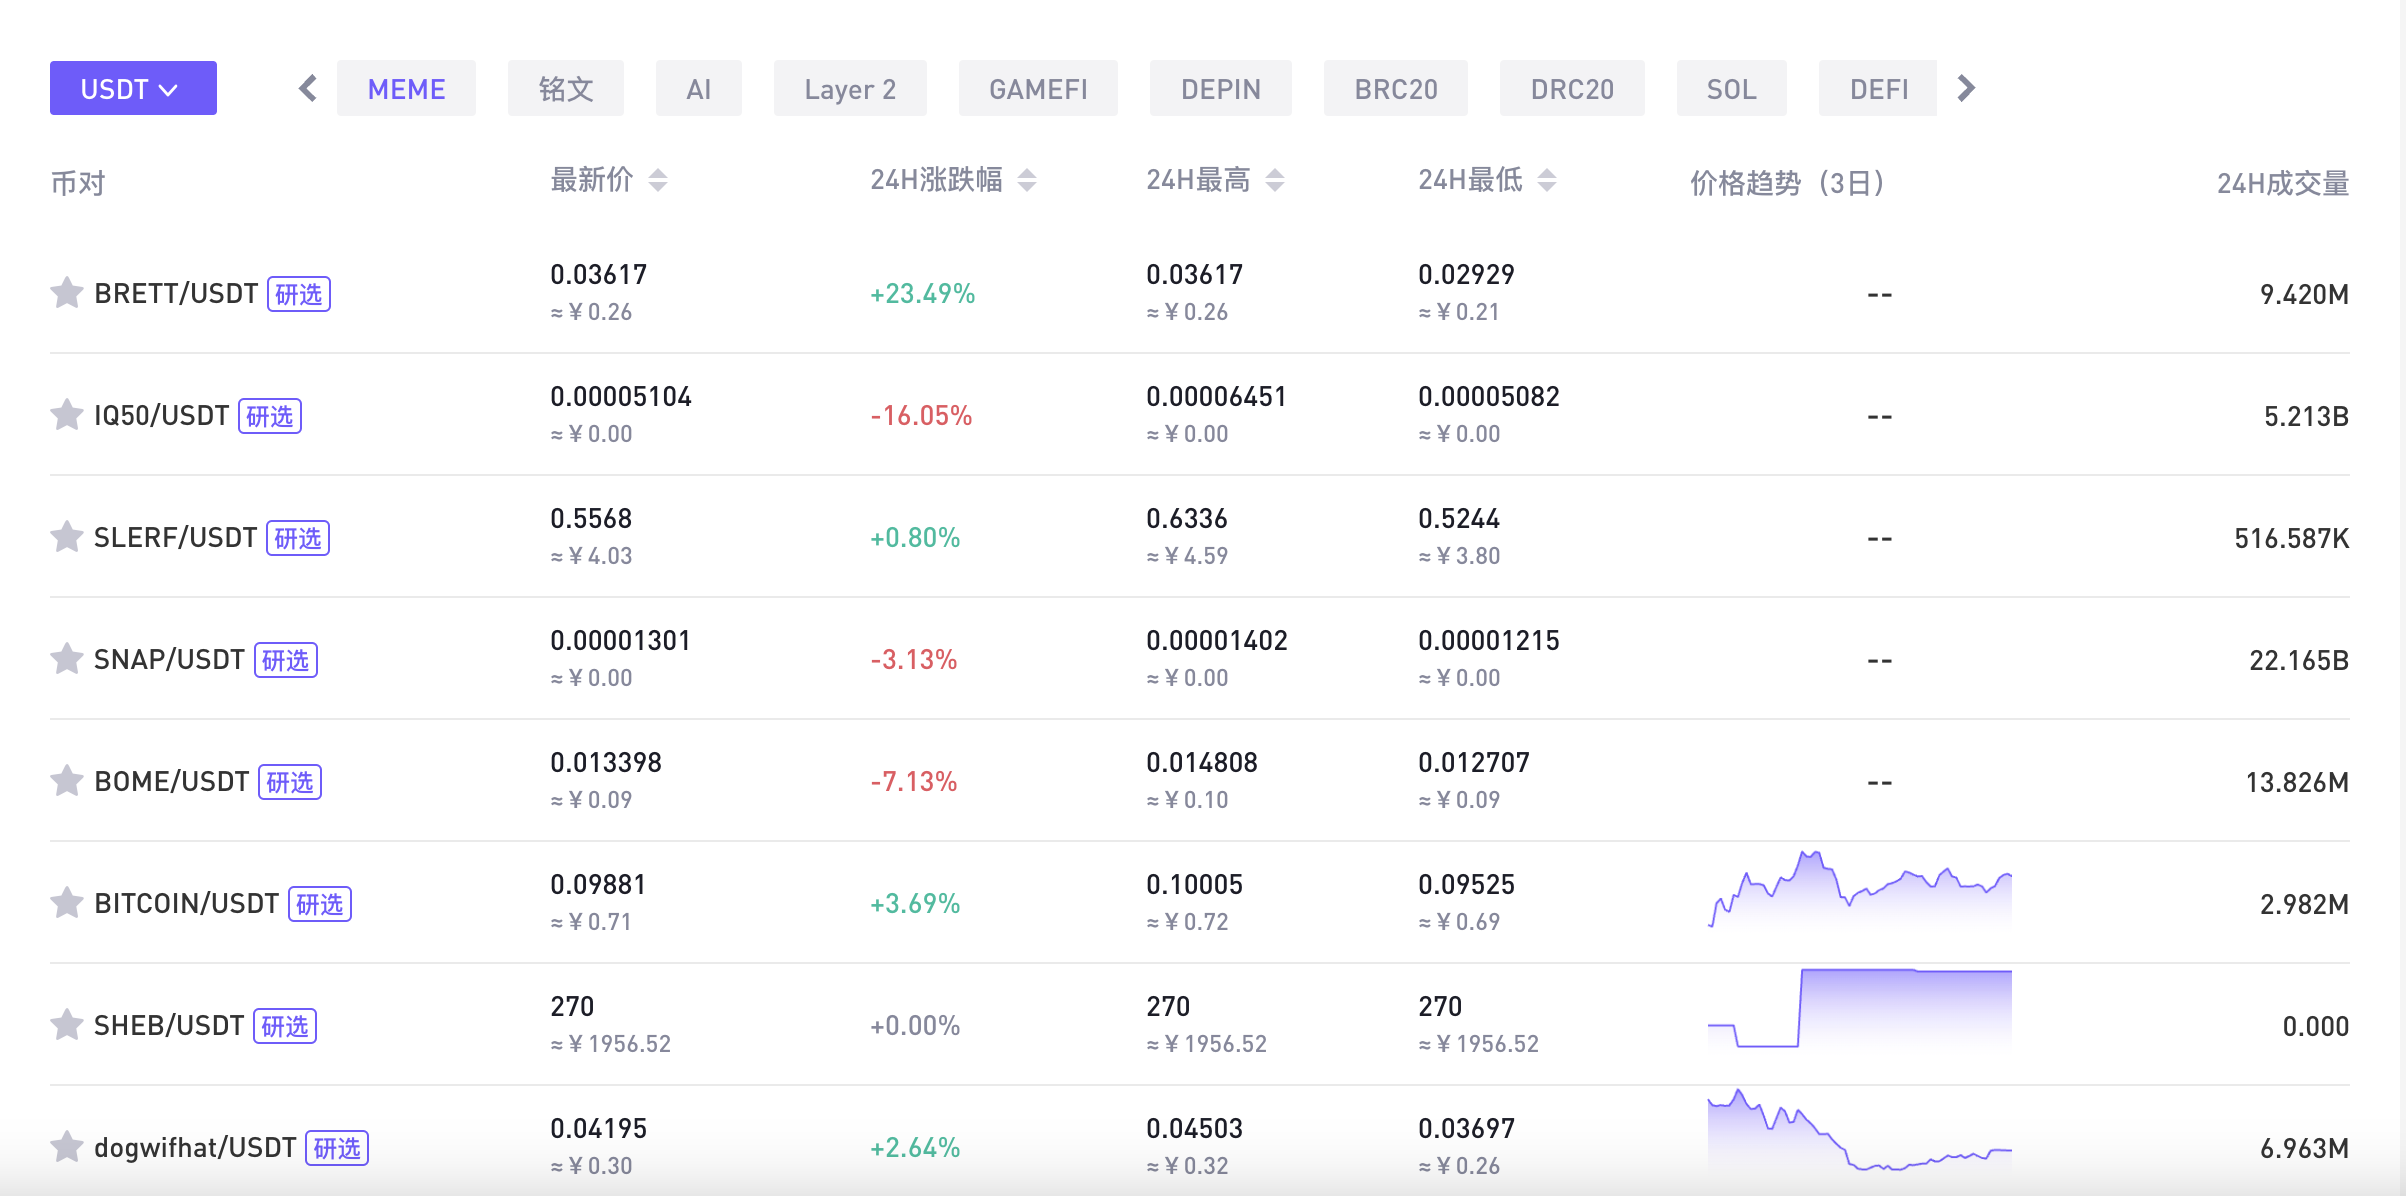 USDT MEME 铭文 AI Layer 2 GAMEFI DEPIN BRC20 DRC20 SOL DEFI
币对 最新价 24H涨跌幅 24H最高 24H最低 价格趋势（3日） 24H成交量
BRETT/USDT 研选 0.03617 +23.49% 0.03617 0.02929 -- 9.420M
≈ ¥ 0.26 ≈ ¥ 0.26 ≈ ¥ 0.21
IQ50/USDT 研选 0.00005104 -16.05% 0.00006451 0.00005082 -- 5.213B
≈ ¥ 0.00 ≈ ¥ 0.00 ≈ ¥ 0.00
SLERF/USDT 研选 0.5568 +0.80% 0.6336 0.5244 -- 516.587K
≈ ¥ 4.03 ≈ ¥ 4.59 ≈ ¥ 3.80
SNAP/USDT 研选 0.00001301 -3.13% 0.00001402 0.00001215 -- 22.165B
≈ ¥ 0.00 ≈ ¥ 0.00 ≈ ¥ 0.00
BOME/USDT 研选 0.013398 -7.13% 0.014808 0.012707 -- 13.826M
≈ ¥ 0.09 ≈ ¥ 0.10 ≈ ¥ 0.09
BITCOIN/USDT 研选 0.09881 +3.69% 0.10005 0.09525 2.982M
≈ ¥ 0.71 ≈ ¥ 0.72 ≈ ¥ 0.69
SHEB/USDT 研选 270 +0.00% 270 270 0.000
≈ ¥ 1956.52 ≈ ¥ 1956.52 ≈ ¥ 1956.52
dogwifhat/USDT 研选 0.04195 +2.64% 0.04503 0.03697 6.963M
≈ ¥ 0.30 ≈ ¥ 0.32 ≈ ¥ 0.26